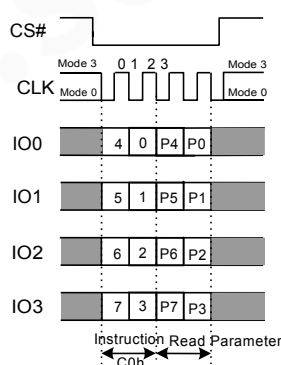 CS#
Mode 3 0 1 2 3 Mode 3
CLK Mode 0 Mode 0
IO0 4 0 P4 P0
IO1 5 1 P5 P1
IO2 6 2 P6 P2
IO3 7 3 P7 P3
Instruction Read Parameter
C0h